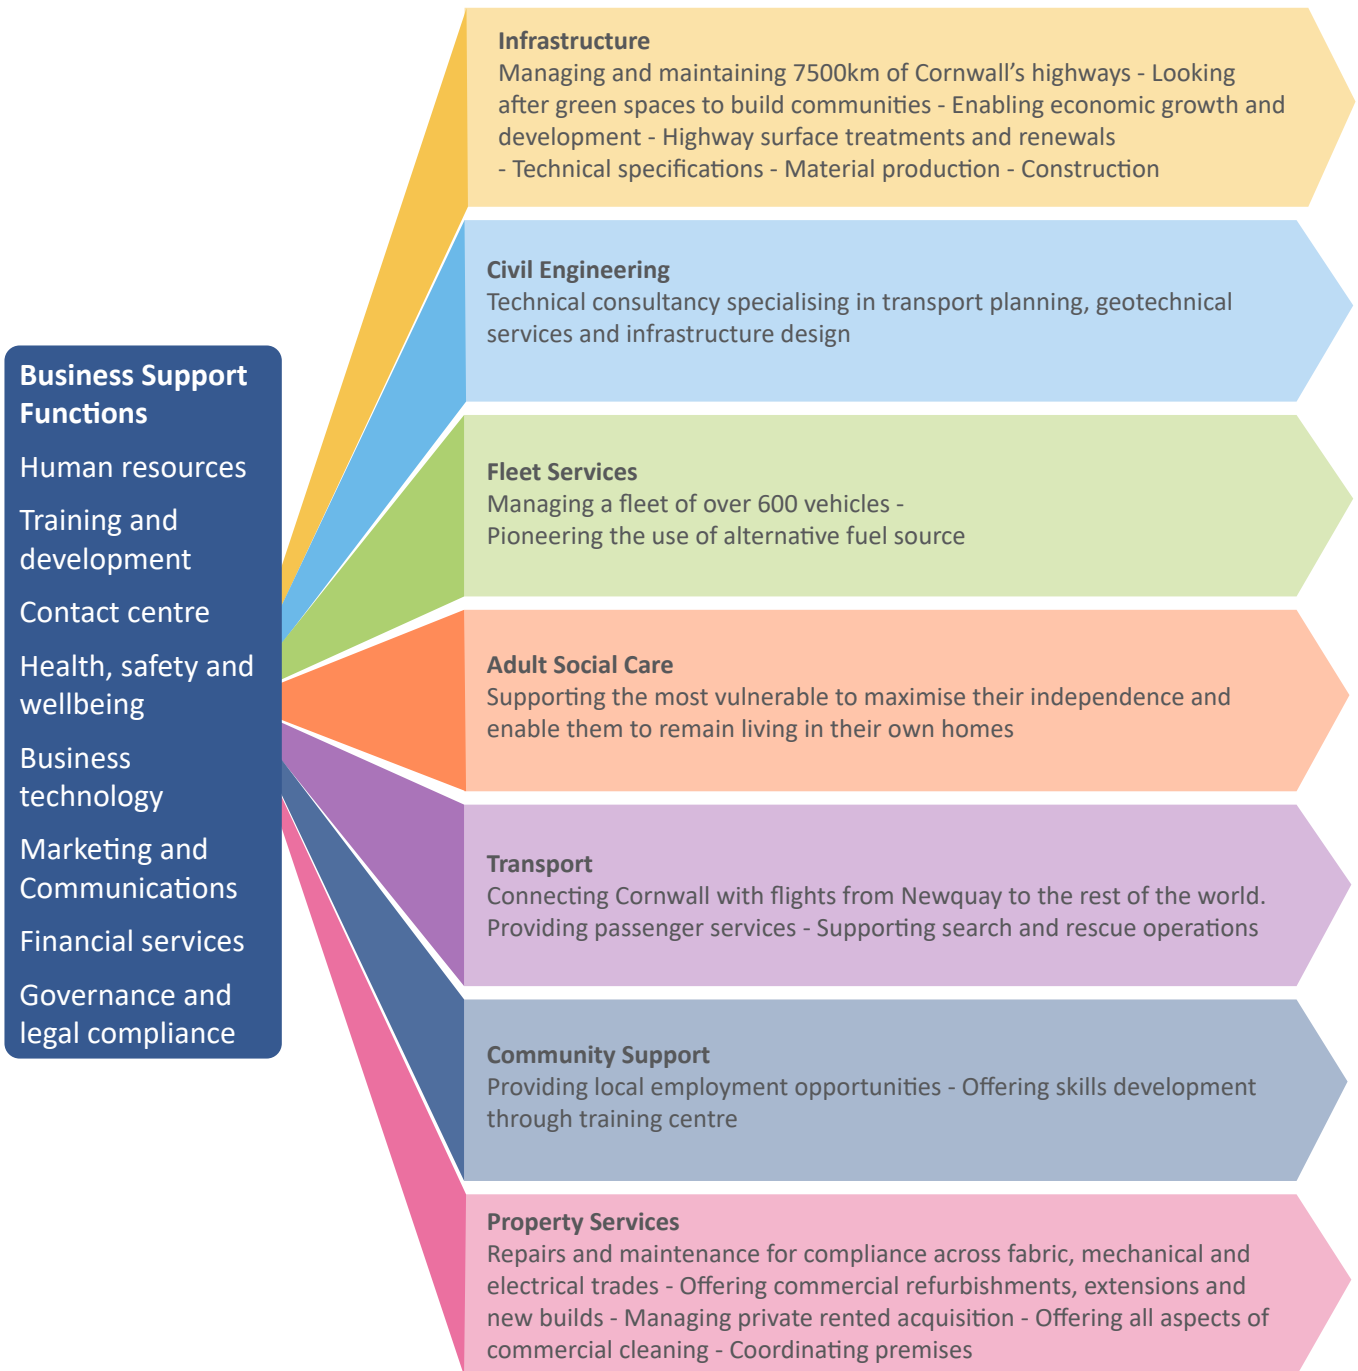 Business Support
Functions
Human resources
Training and
development
Contact centre
Health, safety and
wellbeing
Business
technology
Marketing and
Communications
Financial services
Governance and
legal compliance
Infrastructure
Managing and maintaining 7500km of Cornwall’s highways - Looking
after green spaces to build communities - Enabling economic growth and
development - Highway surface treatments and renewals
- Technical specifications - Material production - Construction
Civil Engineering
Technical consultancy specialising in transport planning, geotechnical
services and infrastructure design
Fleet Services
Managing a fleet of over 600 vehicles -
Pioneering the use of alternative fuel source
Adult Social Care
Supporting the most vulnerable to maximise their independence and
enable them to remain living in their own homes
Transport
Connecting Cornwall with flights from Newquay to the rest of the world.
Providing passenger services - Supporting search and rescue operations
Community Support
Providing local employment opportunities - Offering skills development
through training centre
Property Services
Repairs and maintenance for compliance across fabric, mechanical and
electrical trades - Offering commercial refurbishments, extensions and
new builds - Managing private rented acquisition - Offering all aspects of
commercial cleaning - Coordinating premises